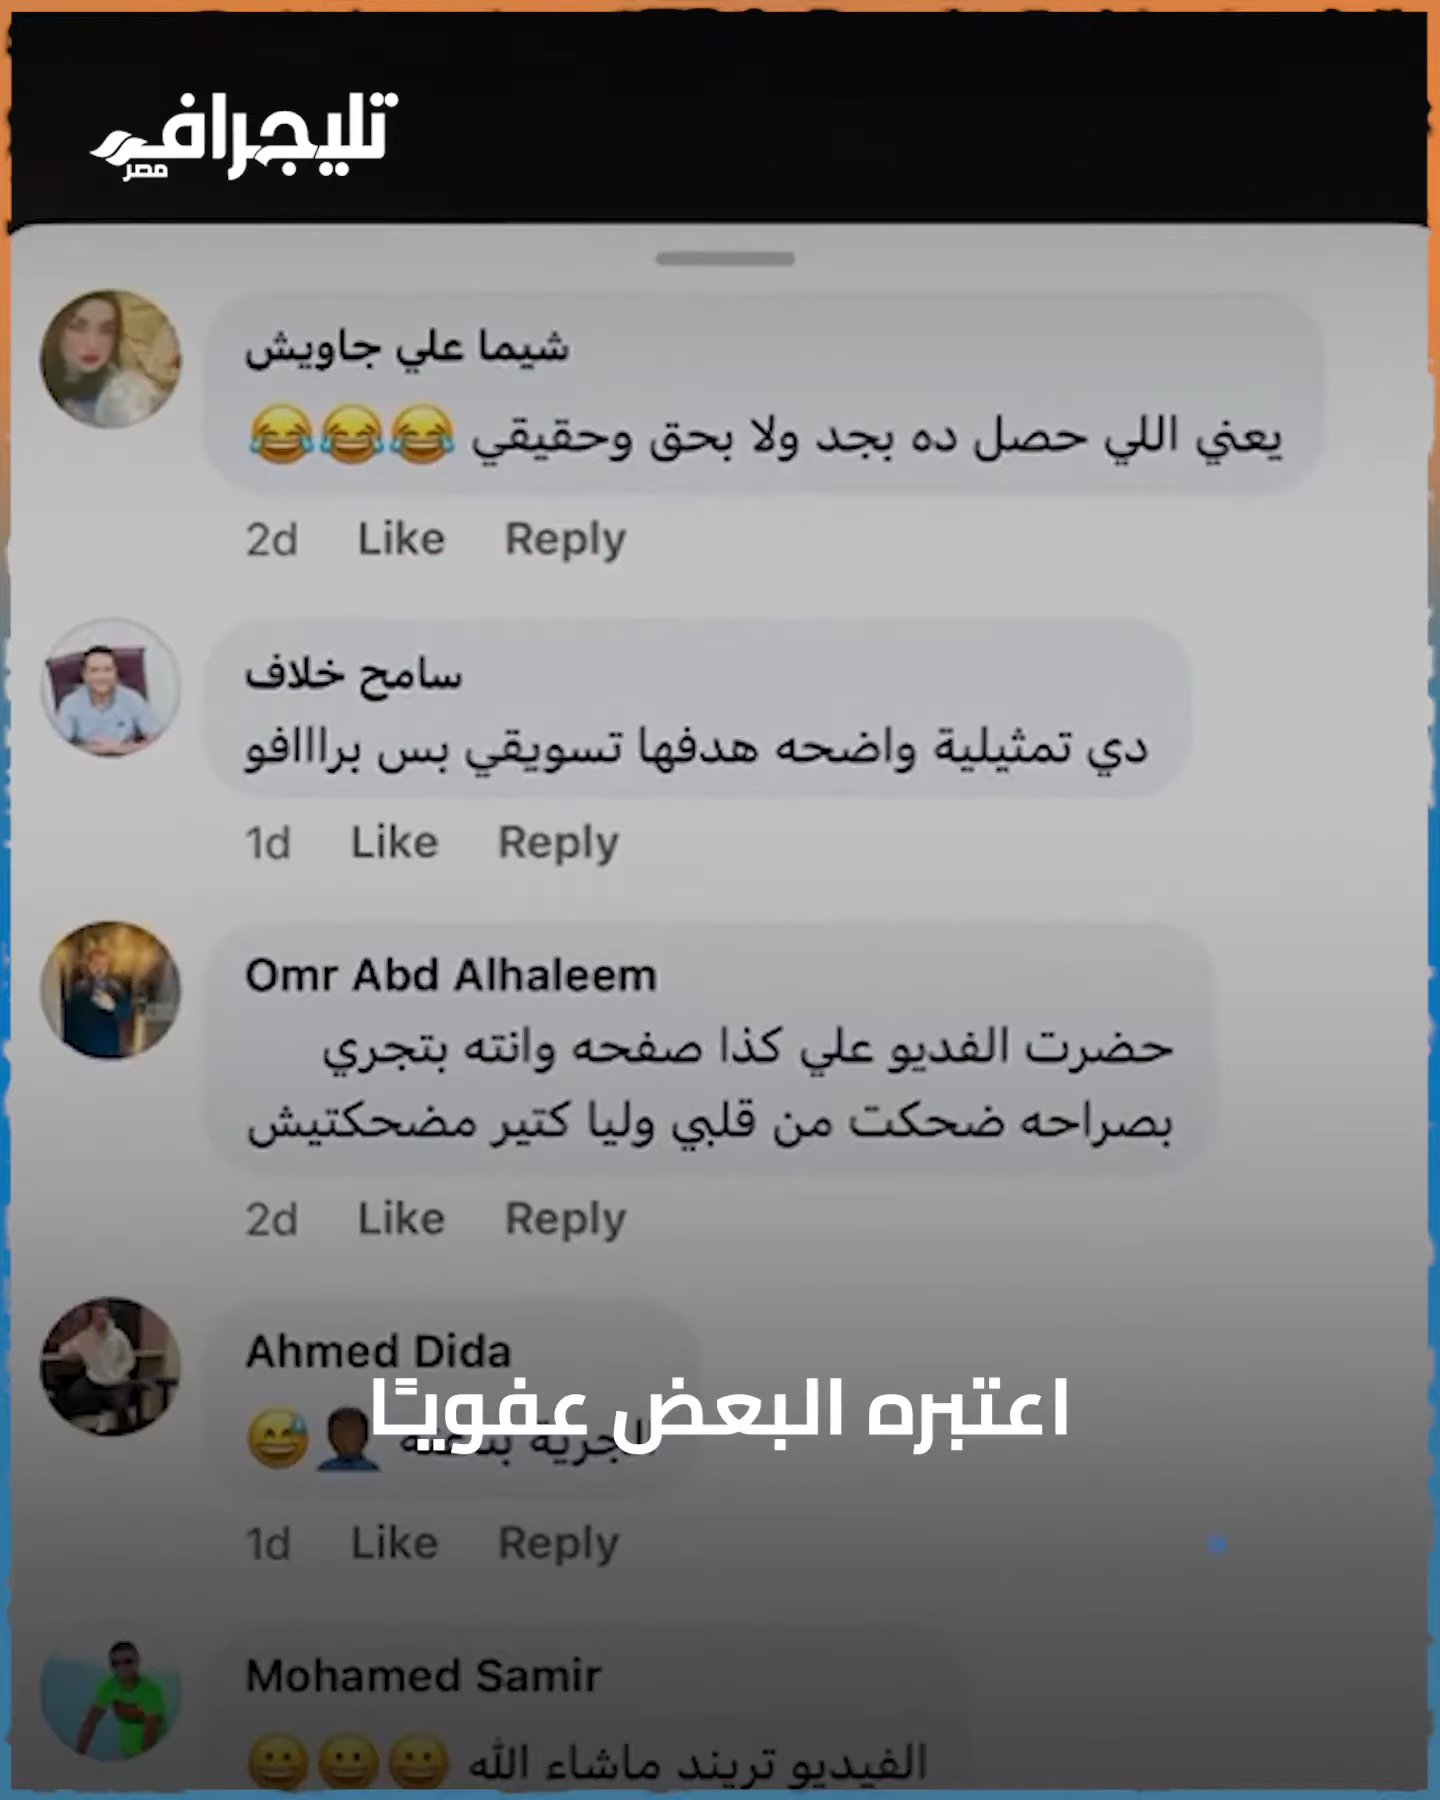 تليجراف
مصر
شيما علي جاويش
يعني اللي حصل ده بجد ولا بحق وحقيقي 😂😂😂
2d Like Reply
سامح خلاف
دي تمثيلية واضحه هدفها تسويقي بس براااافو
1d Like Reply
Omr Abd Alhaleem
حضرت الفديو علي كذا صفحه وانته بتجري
بصراحه ضحكت من قلبي وليا كتير مضحكتيش
2d Like Reply
Ahmed Dida
اعتبره البعض عفويًا
1d Like Reply
Mohamed Samir
الفيديو تريند ماشاء الله 😀😀😀